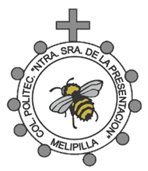 COL. POLITEC. "NTRA. SRA. DE LA PRESENTACION"
MELIPILLA